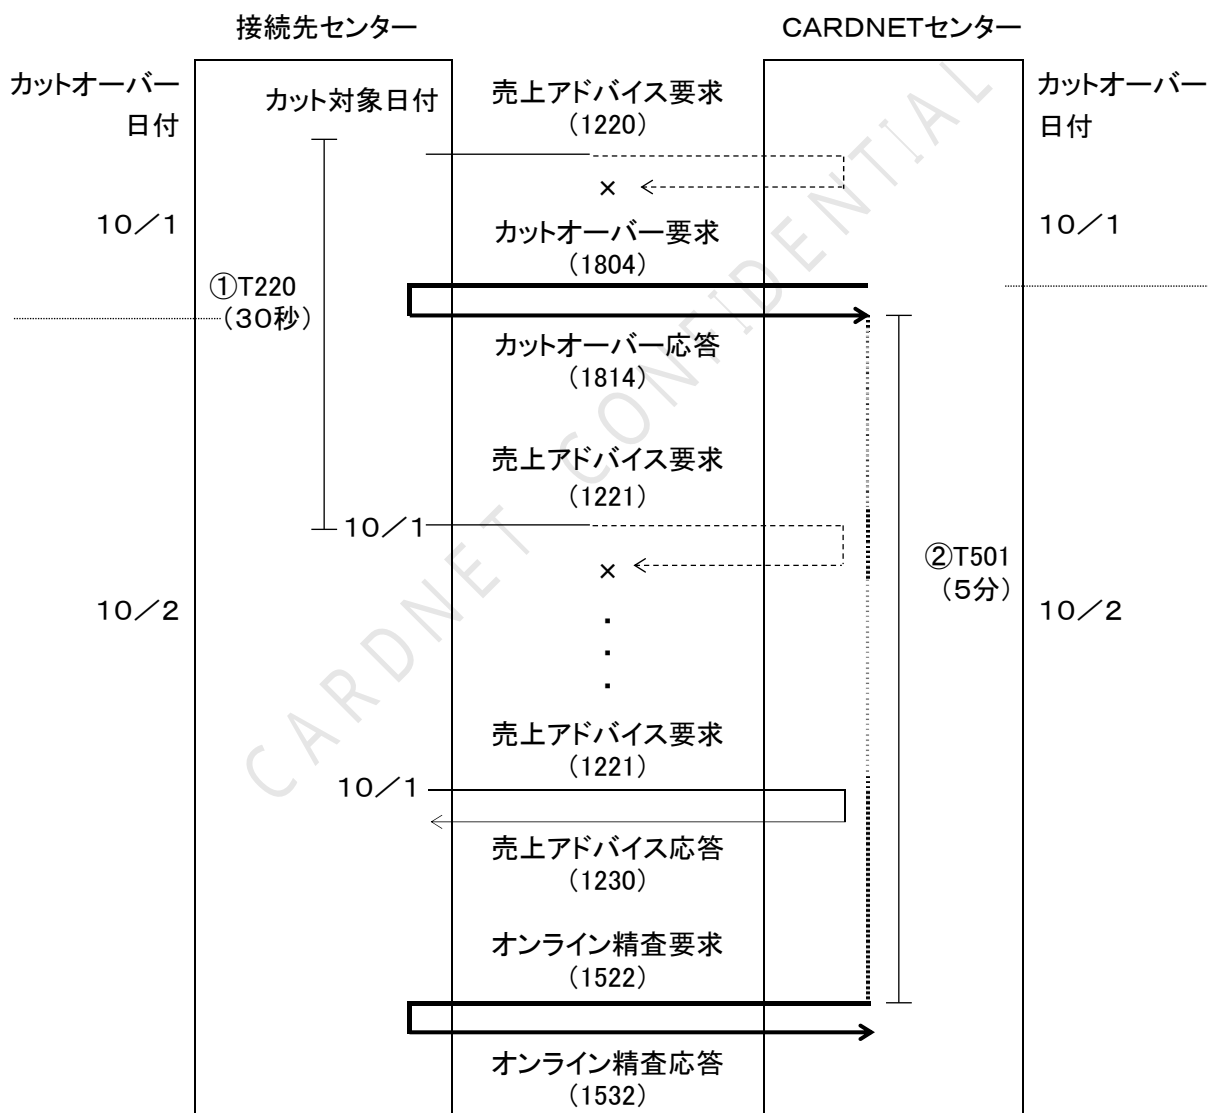 接続先センター
CARDNETセンター
カットオーバー
日付
カット対象日付
売上アドバイス要求
(1220)
カットオーバー
日付
×
10/1
カットオーバー要求
(1804)
10/1
①T220
(30秒)
カットオーバー応答
(1814)
売上アドバイス要求
(1221)
10/1
×
②T501
(5分)
10/2
10/2
・
・
・
売上アドバイス要求
(1221)
10/1
売上アドバイス応答
(1230)
オンライン精査要求
(1522)
オンライン精査応答
(1532)
CARDNET CONFIDENTIAL